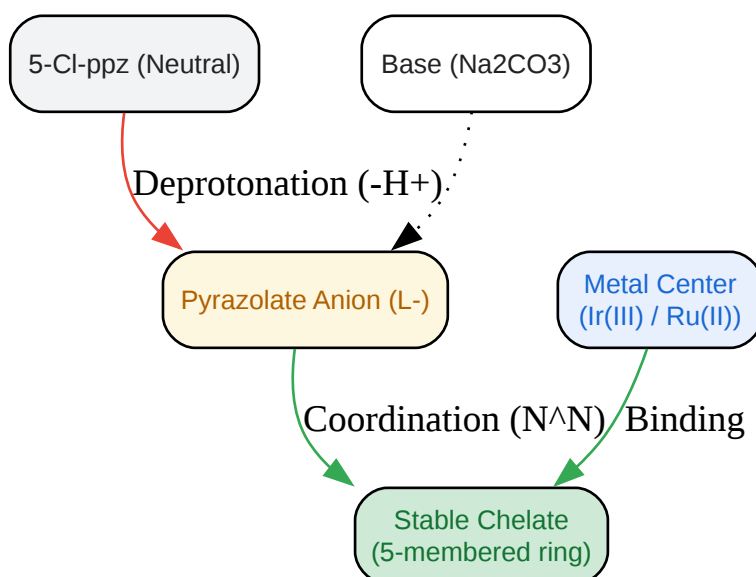 5-Cl-ppz (Neutral)
Base (Na2CO3)
Deprotonation (-H+)
Pyrazolate Anion (L-)
Metal Center
(Ir(III) / Ru(II))
Coordination (N^N)
Binding
Stable Chelate
(5-membered ring)